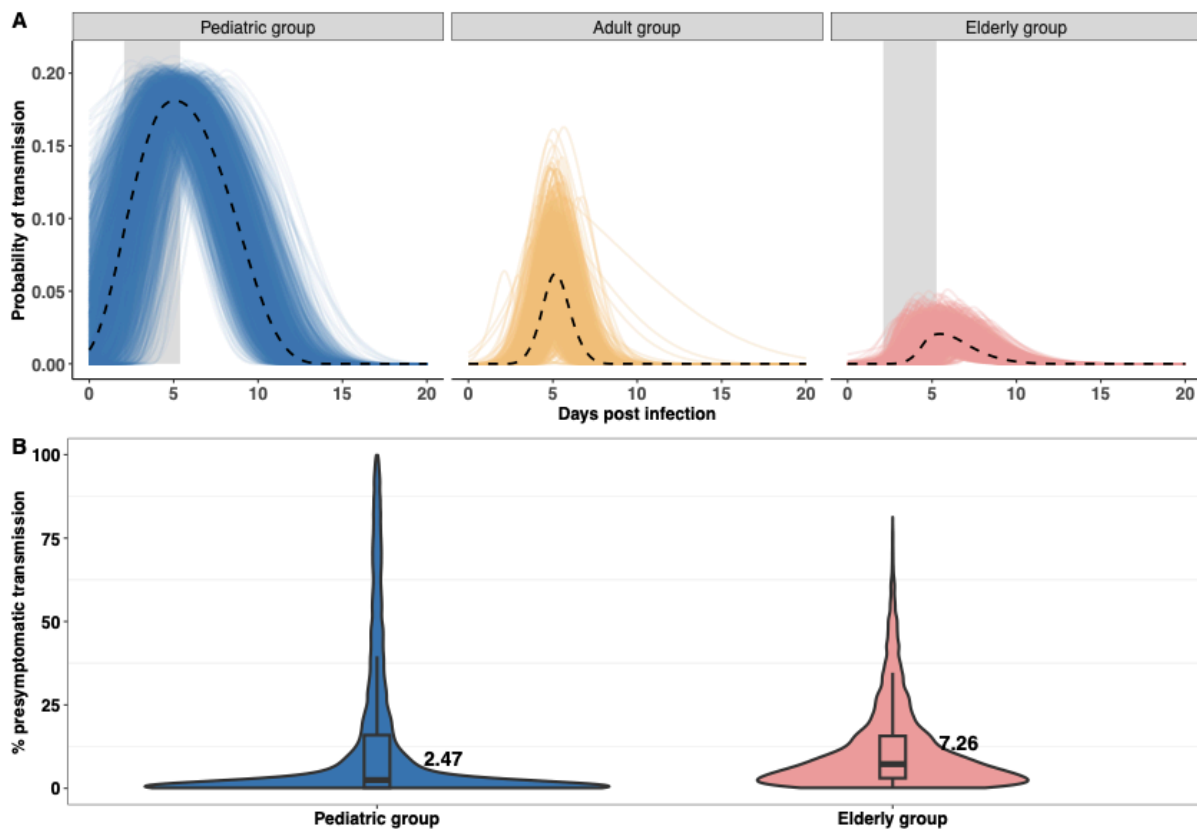 A
Pediatric group Adult group Elderly group
Probability of transmission
0.20
0.15
0.10
0.05
0.00
0 5 10 15 20 0 5 10 15 20 0 5 10 15 20
Days post infection
B
% presymptomatic transmission
100
75
50
25
0
2.47
7.26
Pediatric group Elderly group